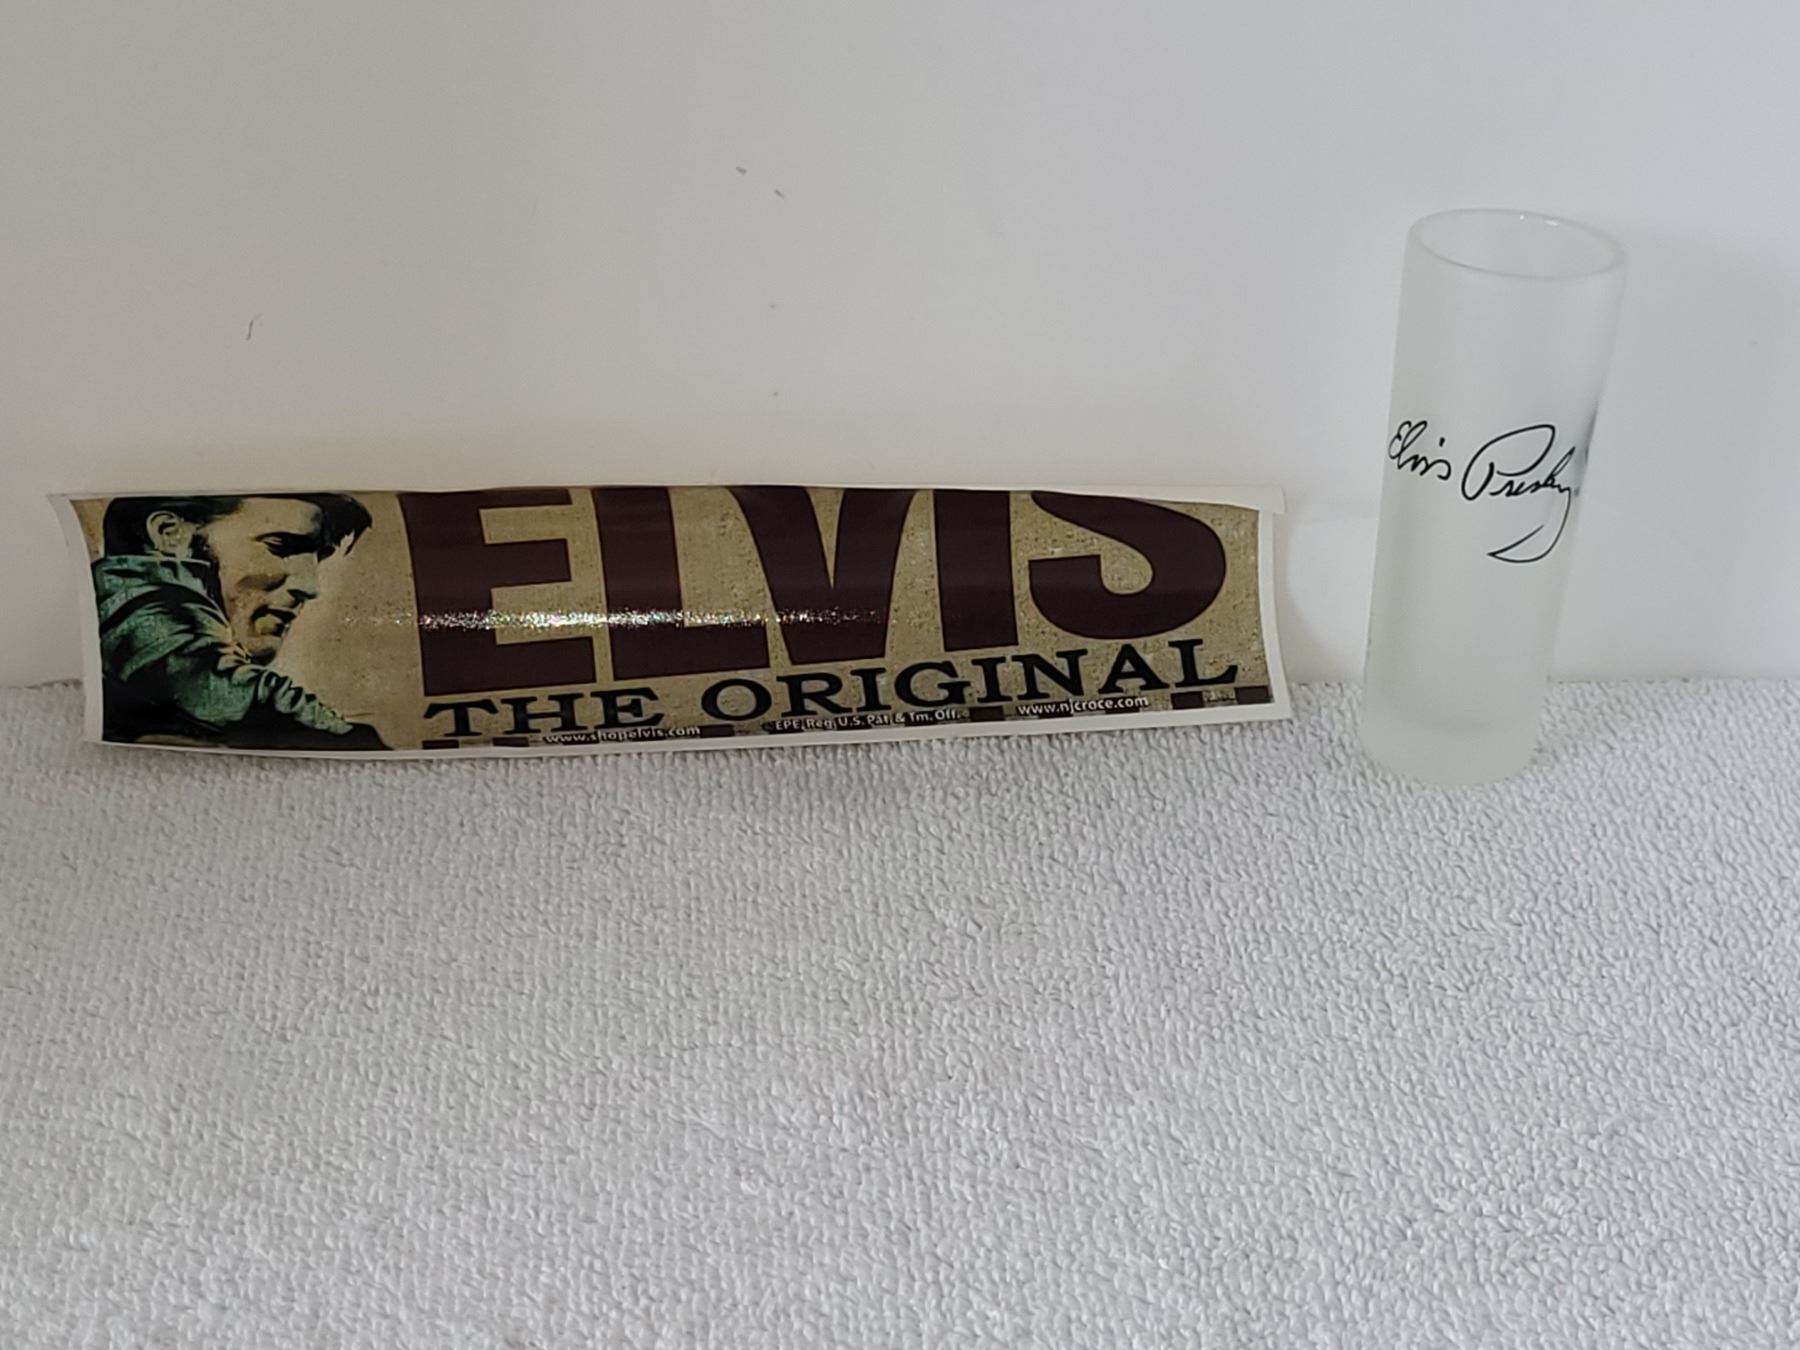 ELVIS
THE ORIGINAL
www.shopelvis.com
EPE, Reg. U.S. Pat. & Tm. Off.
www.njcroce.com
Elvis Presley